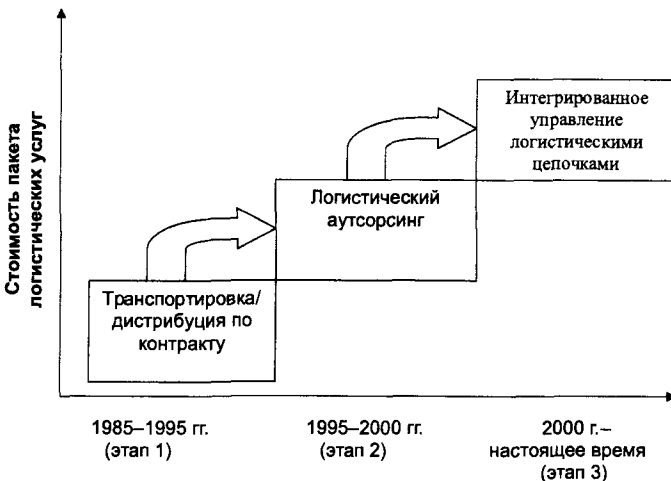 Стоимость пакета
логистических услуг
Интегрированное
управление
логистическими
цепочками
Логистический
аутсорсинг
Транспортировка/
дистрибуция по
контракту
1985–1995 гг.
(этап 1)
1995–2000 гг.
(этап 2)
2000 г.–
настоящее время
(этап 3)